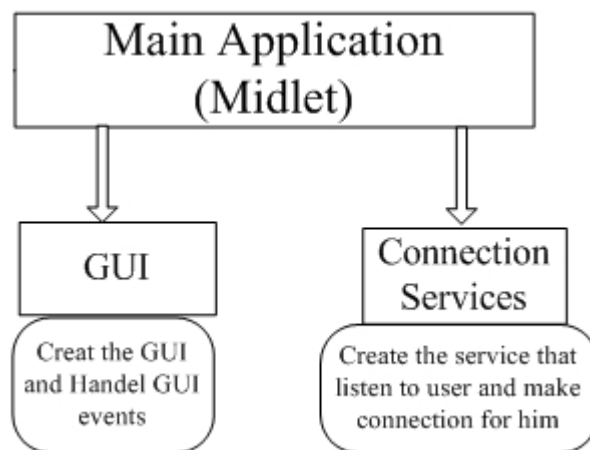 Main Application
(Midlet)
GUI
Creat the GUI
and Handel GUI
events
Connection
Services
Create the service that
listen to user and make
connection for him